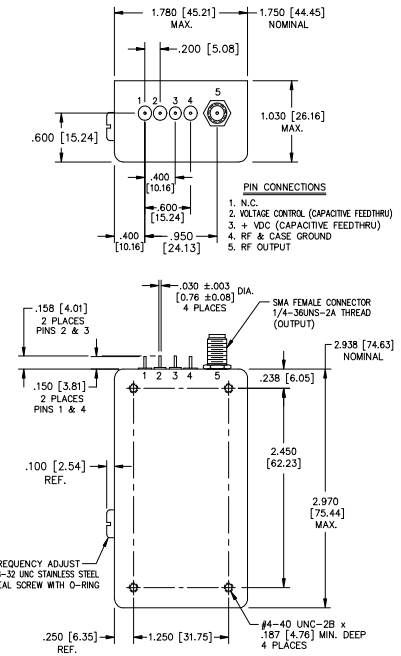 1.780 [45.21]
MAX.
1.750 [44.45]
NOMINAL
.200 [5.08]
5
1 2 3 4
1.030 [26.16]
MAX.
.600 [15.24]
.400
[10.16]
.600
[15.24]
.400
[10.16]
.950
[24.13]
PIN CONNECTIONS
1. N.C.
2. VOLTAGE CONTROL (CAPACITIVE FEEDTHRU)
3. + VDC (CAPACITIVE FEEDTHRU)
4. RF & CASE GROUND
5. RF OUTPUT
.030 ±.003
[0.76 ±0.08] DIA.
4 PLACES
.158 [4.01]
2 PLACES
PINS 2 & 3
SMA FEMALE CONNECTOR
1/4-36UNS-2A THREAD
(OUTPUT)
2.938 [74.63]
NOMINAL
1 2 3 4 5
.238 [6.05]
.150 [3.81]
2 PLACES
PINS 1 & 4
2.450
[62.23]
.100 [2.54]
REF.
2.970
[75.44]
MAX.
REQUENCY ADJUST
-32 UNC STAINLESS STEEL
EAL SCREW WITH O-RING
#4-40 UNC-2B x
.187 [4.76] MIN. DEEP
4 PLACES
.250 [6.35]
REF.
1.250 [31.75]